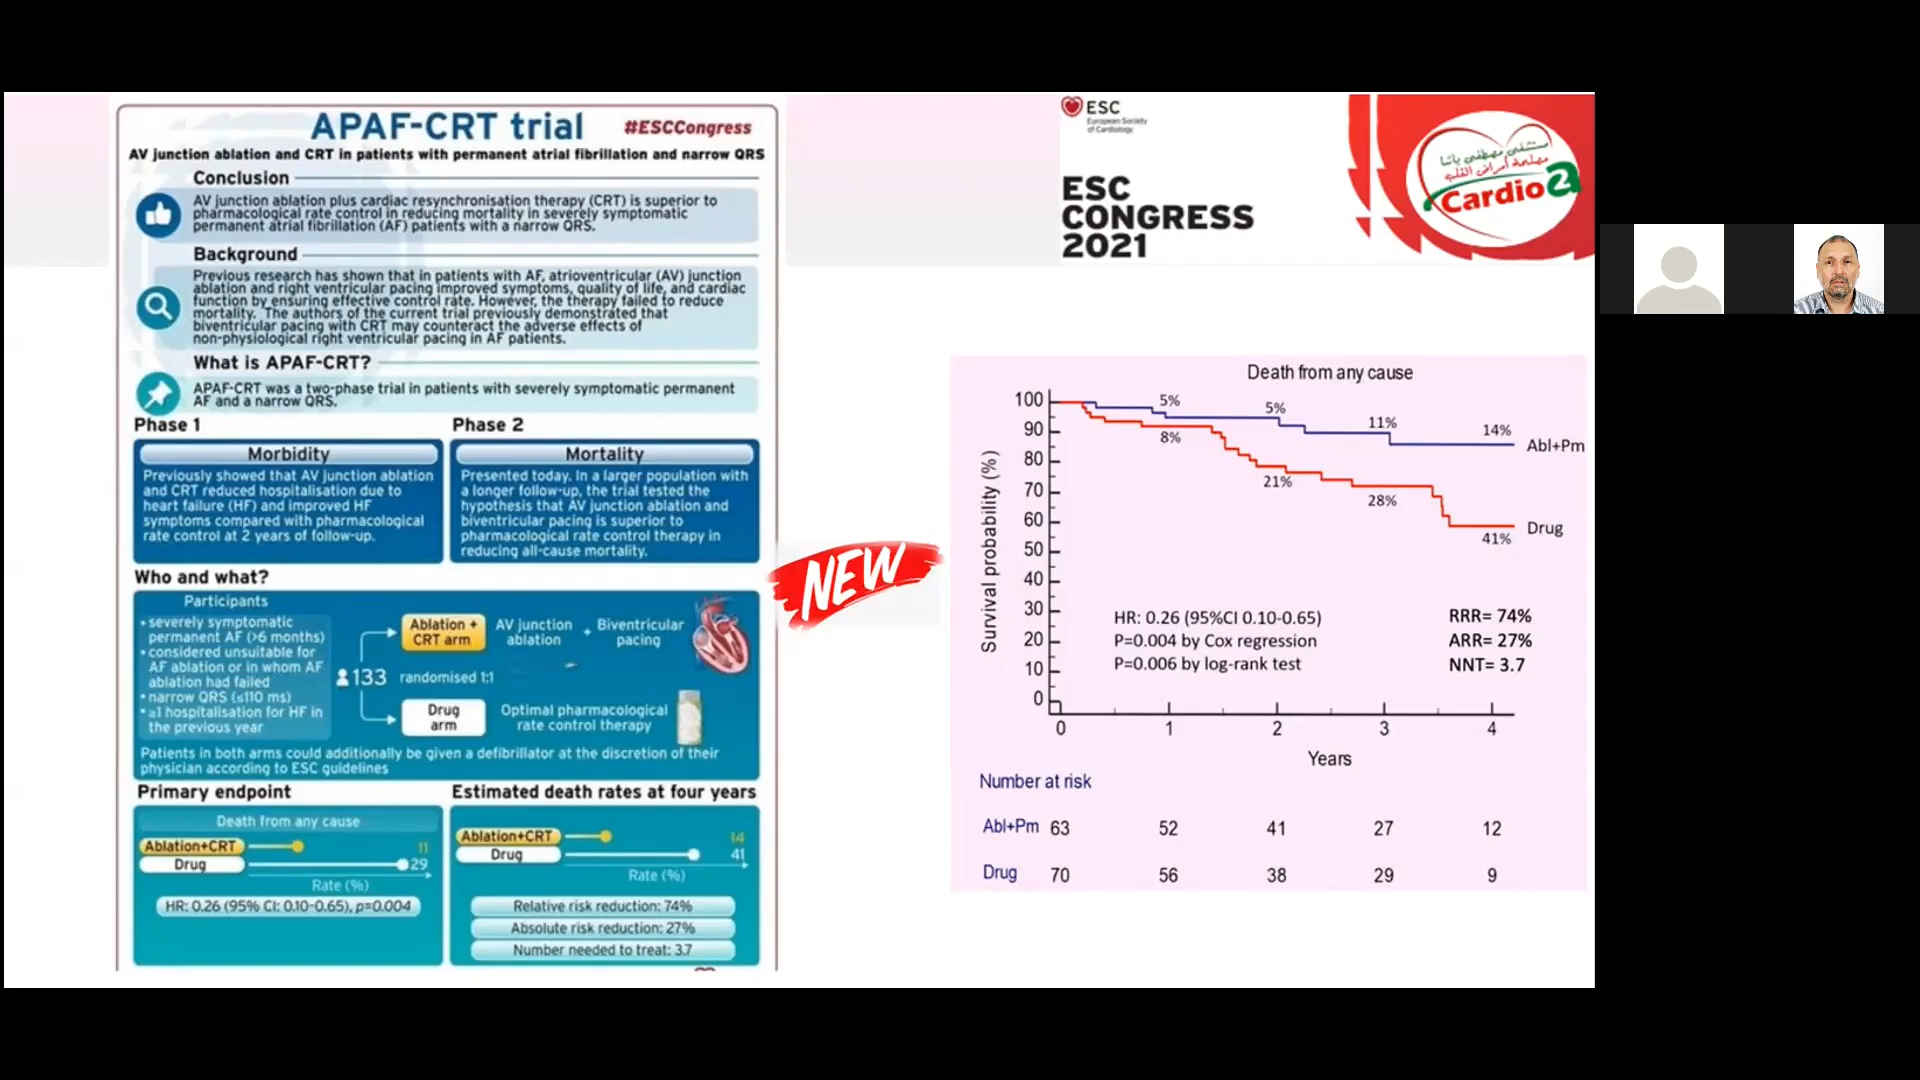 APAF-CRT trial
#ESCCongress
AV junction ablation and CRT in patients with permanent atrial fibrillation and narrow QRS
Conclusion
AV junction ablation plus cardiac resynchronisation therapy (CRT) is superior to
pharmacological rate control in reducing mortality in severely symptomatic
permanent atrial fibrillation (AF) patients with a narrow QRS.
Background
Previous research has shown that in patients with AF, atrioventricular (AV) junction
ablation and right ventricular pacing improved symptoms, quality of life, and cardiac
function by ensuring effective control rate. However, the therapy failed to reduce
mortality. The authors of the current trial previously demonstrated that
biventricular pacing with CRT may counteract the adverse effects of
non-physiological right ventricular pacing in AF patients.
What is APAF-CRT?
APAF-CRT was a two-phase trial in patients with severely symptomatic permanent
AF and a narrow QRS.
Phase 1
Morbidity
Previously showed that AV junction ablation
and CRT reduced hospitalisation due to
heart failure (HF) and improved HF
symptoms compared with pharmacological
rate control at 2 years of follow-up.
Phase 2
Mortality
Presented today. In a larger population with
a longer follow-up, the trial tested the
hypothesis that AV junction ablation and
biventricular pacing is superior to
pharmacological rate control therapy in
reducing all-cause mortality.
Who and what?
Participants
• severely symptomatic
permanent AF (>6 months)
• considered unsuitable for
AF ablation or in whom AF
ablation had failed
• narrow QRS (≤110 ms)
• ≥1 hospitalisation for HF in
the previous year
133
randomised 1:1
Ablation +
CRT arm
AV junction
ablation
+
Biventricular
pacing
Drug
arm
Optimal pharmacological
rate control therapy
Patients in both arms could additionally be given a defibrillator at the discretion of their
physician according to ESC guidelines
Primary endpoint
Death from any cause
Ablation+CRT 11
Drug 29
Rate (%)
HR: 0.26 (95% CI: 0.10-0.65), p=0.004
Estimated death rates at four years
Ablation+CRT 14
Drug 41
Rate (%)
Relative risk reduction: 74%
Absolute risk reduction: 27%
Number needed to treat: 3.7
NEW
ESC
European Society
of Cardiology
ESC
CONGRESS
2021
مستشفى مصطفى باشا
مصلحة أمراض القلب
Cardio 2
Death from any cause
Survival probability (%)
100
90
80
70
60
50
40
30
20
10
0
5% 5% 11% 14%
Abl+Pm
8% 21% 28% 41%
Drug
HR: 0.26 (95%CI 0.10-0.65)
P=0.004 by Cox regression
P=0.006 by log-rank test
RRR= 74%
ARR= 27%
NNT= 3.7
0 1 2 3 4
Years
Number at risk
Abl+Pm 63 52 41 27 12
Drug 70 56 38 29 9